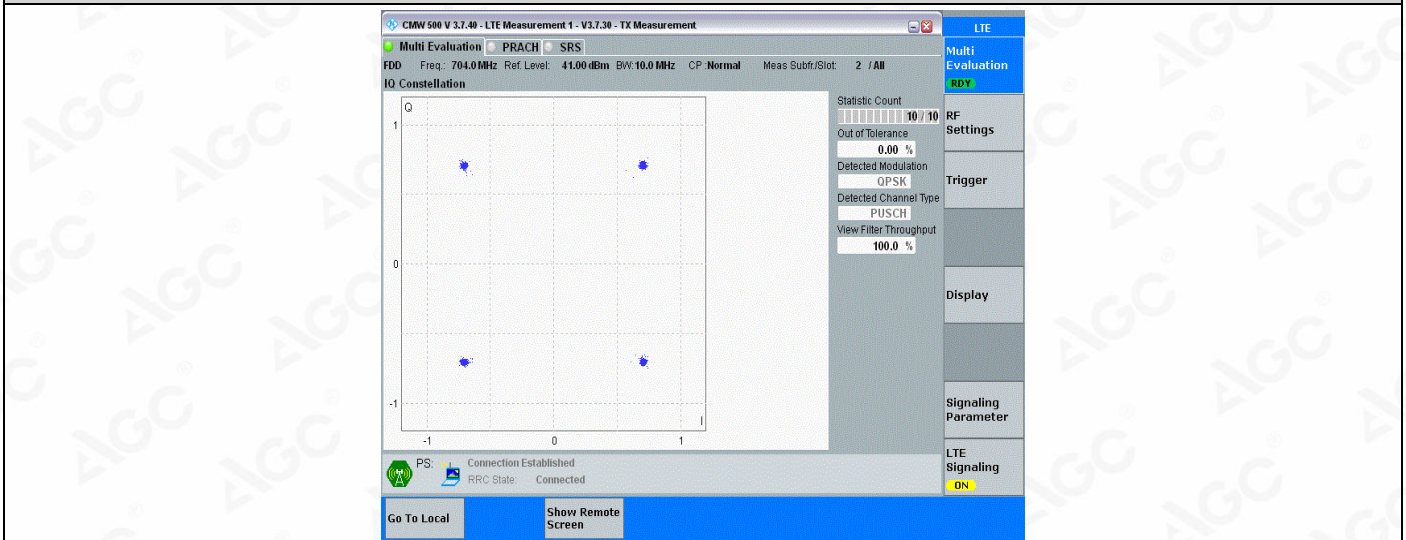 CMW 500 V 3.7.40 - LTE Measurement 1 - V3.7.30 - TX Measurement
LTE
Multi Evaluation PRACH SRS
Multi
Evaluation
RDY
FDD Freq.: 704.0 MHz Ref. Level: 41.00 dBm BW: 10.0 MHz CP :Normal Meas Subfr./Slot: 2 / All
IQ Constellation
Q
1
0
-1
-1 0 1
I
Statistic Count
10 / 10
Out of Tolerance
0.00 %
Detected Modulation
QPSK
Detected Channel Type
PUSCH
View Filter Throughput
100.0 %
RF
Settings
Trigger
Display
Signaling
Parameter
LTE
Signaling
ON
PS: Connection Established
RRC State: Connected
Go To Local
Show Remote
Screen
AGC